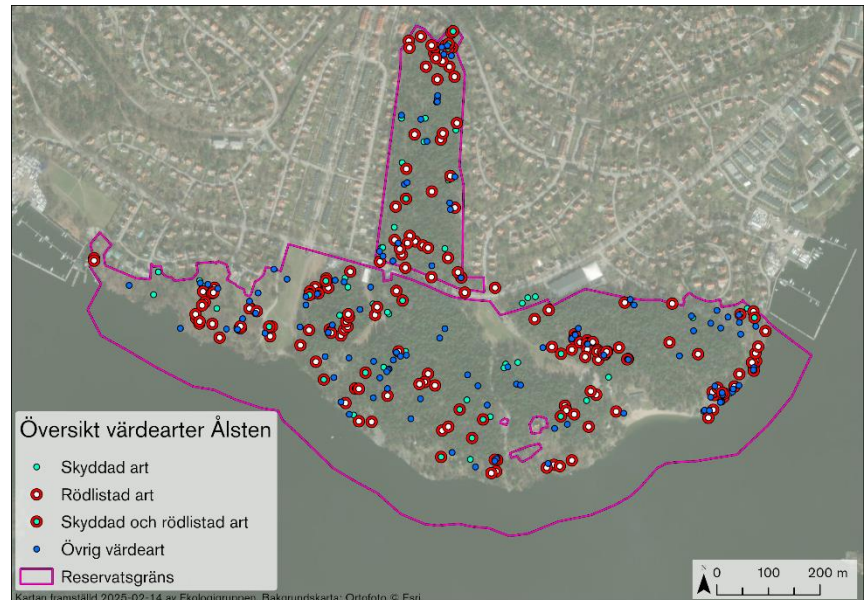 Översikt värdearter Ålsten
Skyddad art
Rödlistad art
Skyddad och rödlistad art
Övrig värdeart
Reservatsgräns
Kartan framställd 2025-02-14 av Ekologigruppen. Bakgrundskarta: Ortofoto © Esri
N
0 100 200 m